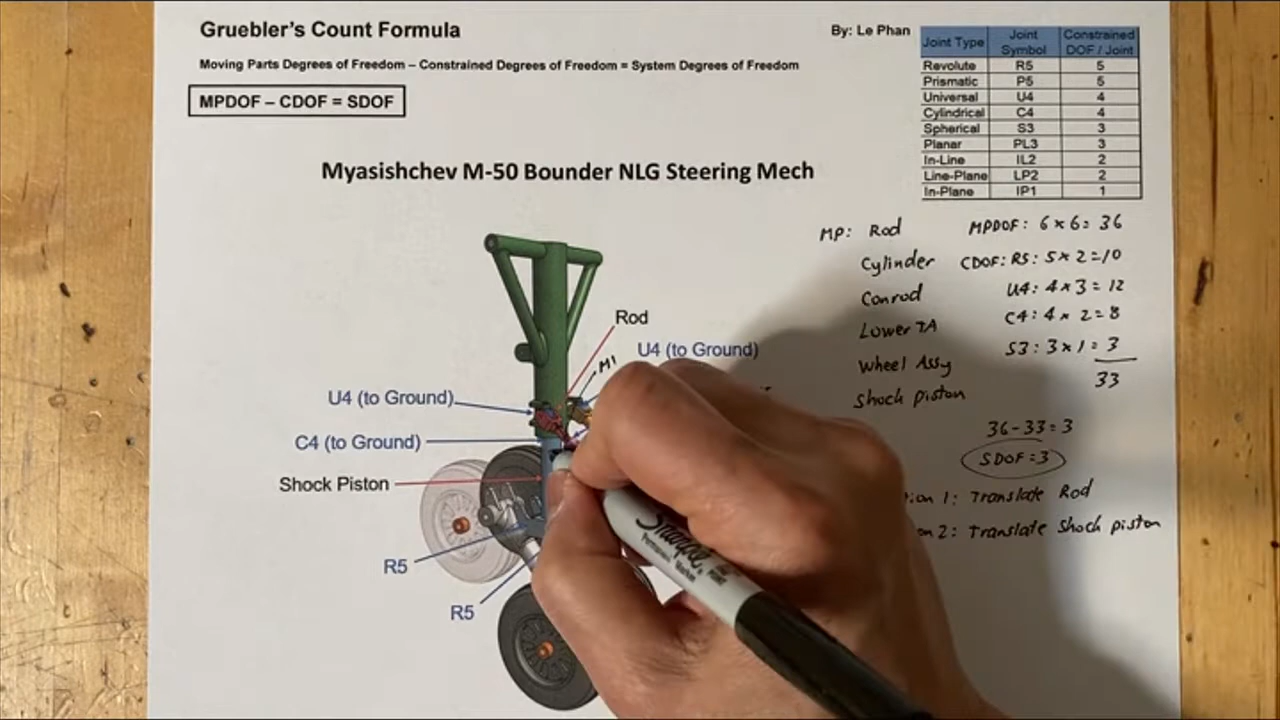 Gruebler's Count Formula
By: Le Phan
Moving Parts Degrees of Freedom – Constrained Degrees of Freedom = System Degrees of Freedom
MPDOF – CDOF = SDOF
Joint Type Joint Symbol Constrained DOF / Joint
Revolute R5 5
Prismatic P5 5
Universal U4 4
Cylindrical C4 4
Spherical S3 3
Planar PL3 3
In-Line IL2 2
Line-Plane LP2 2
In-Plane IP1 1
Myasishchev M-50 Bounder NLG Steering Mech
MP: Rod
Cylinder
Conrod
Lower TA
Wheel Assy
Shock piston
MPDOF: 6 x 6 = 36
CDOF: R5: 5 x 2 = 10
U4: 4 x 3 = 12
C4: 4 x 2 = 8
S3: 3 x 1 = 3
33
36-33=3
SDOF=3
ion 1: Translate Rod
n 2: Translate Shock piston
Rod
M1
U4 (to Ground)
U4 (to Ground)
C4 (to Ground)
Shock Piston
R5
R5
Sharpie
Permanent Marker